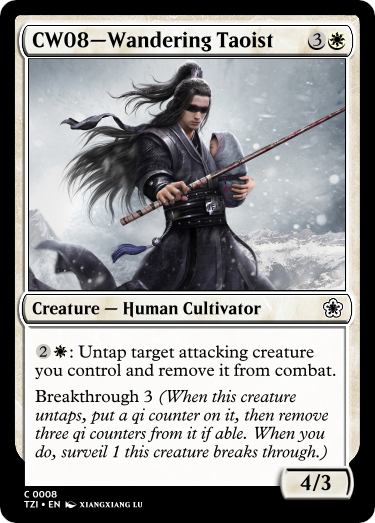 CW08—Wandering Taoist 3
Creature — Human Cultivator
2 : Untap target attacking creature
you control and remove it from combat.
Breakthrough 3 (When this creature
untaps, put a qi counter on it, then remove
three qi counters from it if able. When you
do, surveil 1 this creature breaks through.)
4/3
C 0008
TZI • EN XIANGXIANG LU